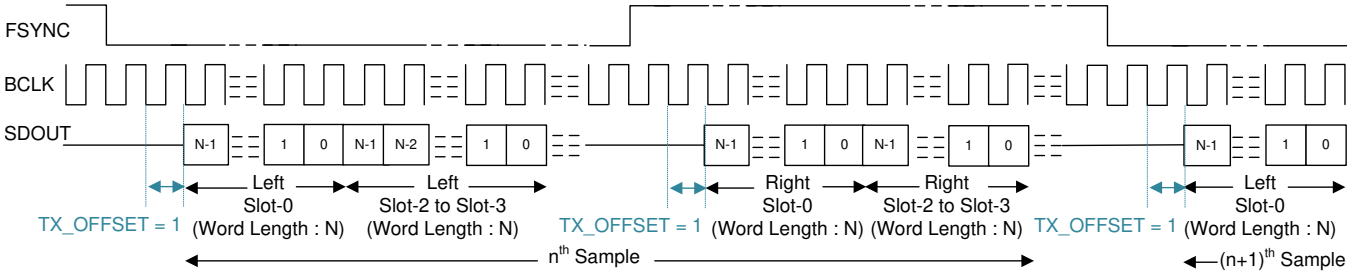 FSYNC
BCLK
SDOUT
N-1 1 0 N-1 N-2 1 0 N-1 1 0 N-1 1 0 N-1 1 0
Left Left Right Right Left
Slot-0 Slot-2 to Slot-3 Slot-0 Slot-2 to Slot-3 Slot-0
TX_OFFSET = 1 (Word Length : N) (Word Length : N) TX_OFFSET = 1 (Word Length : N) (Word Length : N) TX_OFFSET = 1 (Word Length : N)
nth Sample (n+1)th Sample